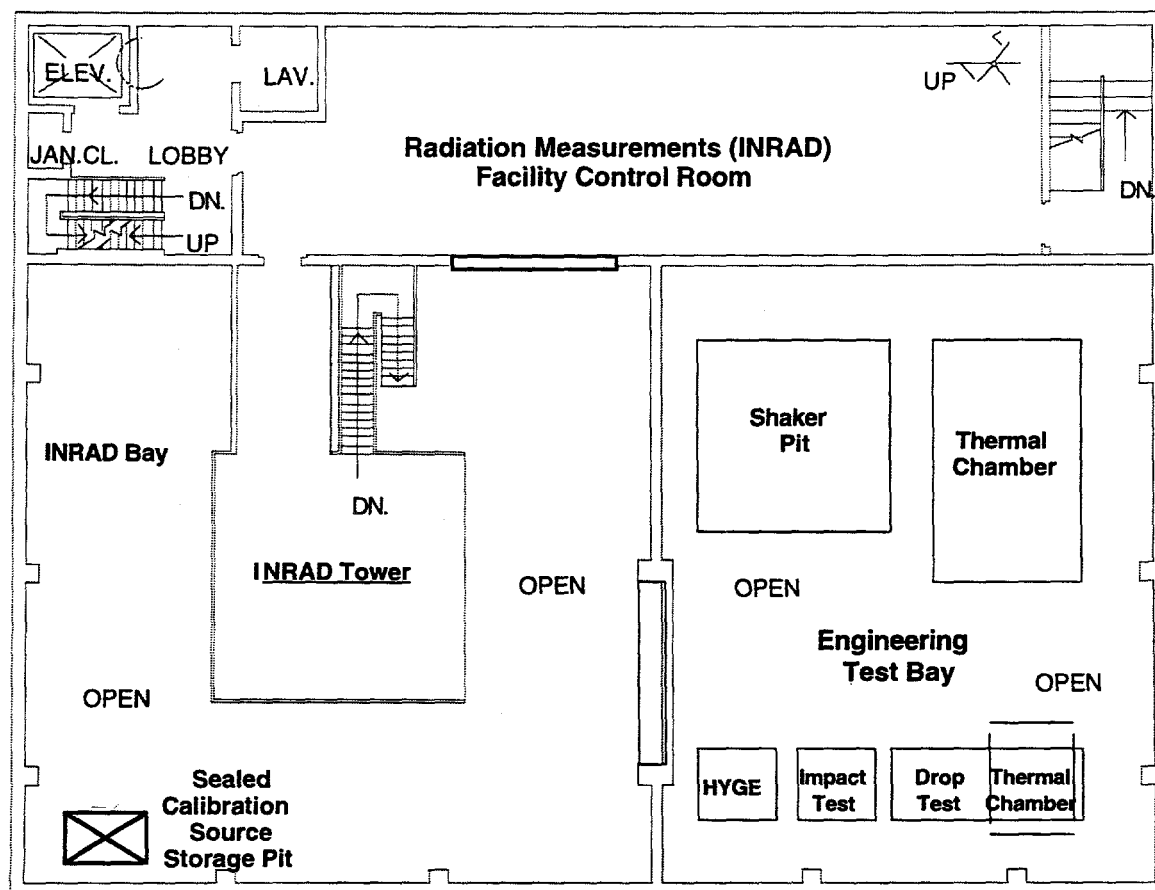 ELEV.
LAV.
UP
JAN.CL.
LOBBY
Radiation Measurements (INRAD)
Facility Control Room
DN.
UP
DN.
INRAD Bay
DN.
INRAD Tower
OPEN
OPEN
Sealed
Calibration
Source
Storage Pit
Shaker
Pit
Thermal
Chamber
OPEN
Engineering
Test Bay
OPEN
HYGE
Impact
Test
Drop
Test
Thermal
Chamber